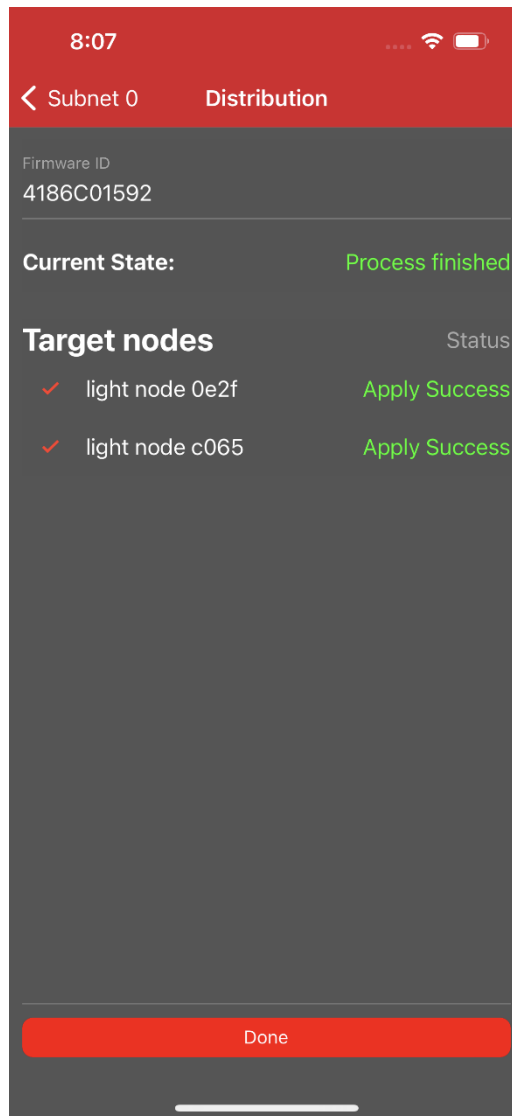 8:07
Subnet 0 Distribution
Firmware ID
4186C01592
Current State: Process finished
Target nodes Status
light node 0e2f Apply Success
light node c065 Apply Success
Done